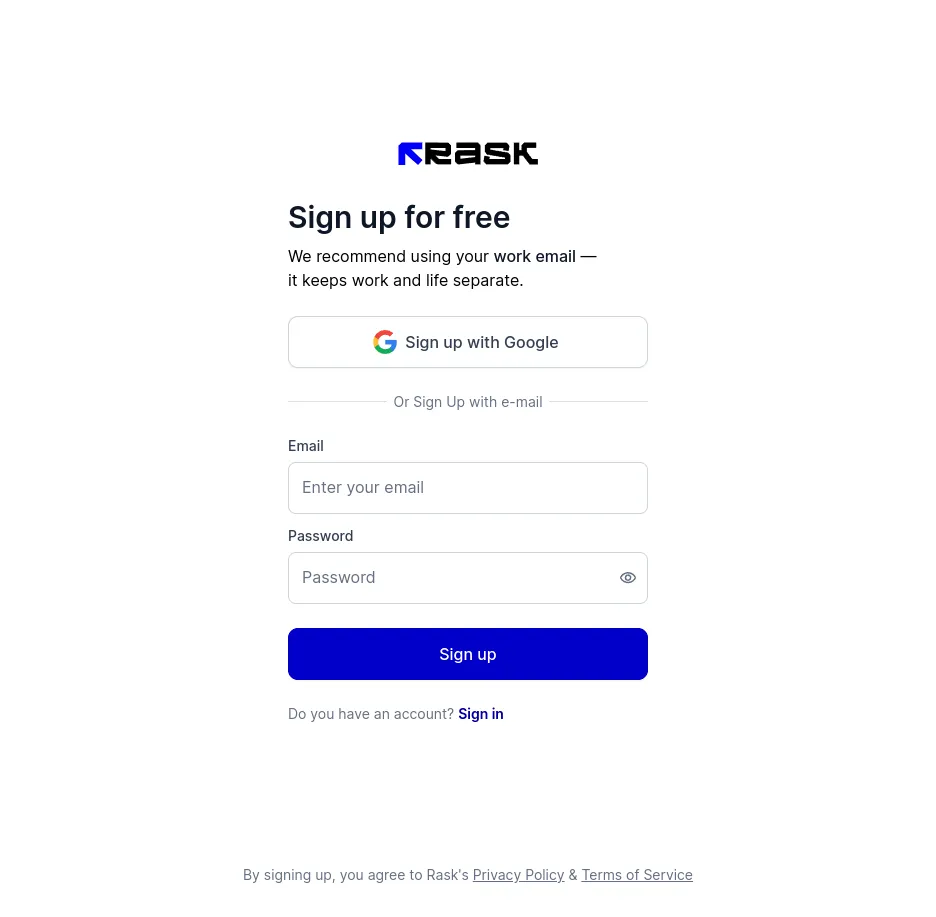 RASK
Sign up for free
We recommend using your work email —
it keeps work and life separate.
Sign up with Google
Or Sign Up with e-mail
Email
Enter your email
Password
Password
Sign up
Do you have an account? Sign in
By signing up, you agree to Rask's Privacy Policy & Terms of Service